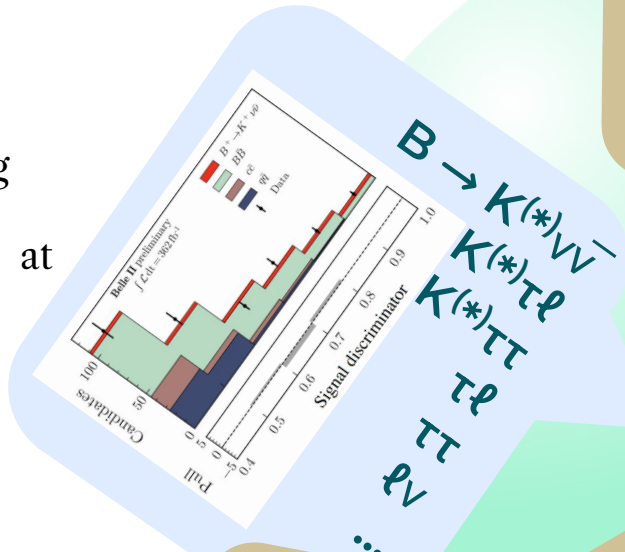 g
at
Belle II preliminary
∫ℒ dt = 362 fb⁻¹
B⁺→K⁺νν̄
BB̄
cc̄
qq̄
Data
Candidates
100
50
0
Pull
5
0
−5
0.4
0.5
0.6
0.7
0.8
0.9
1.0
Signal discriminator
B → K(*)νν̄
K(*)τℓ
K(*)ττ
τℓ
ττ
ℓν
...